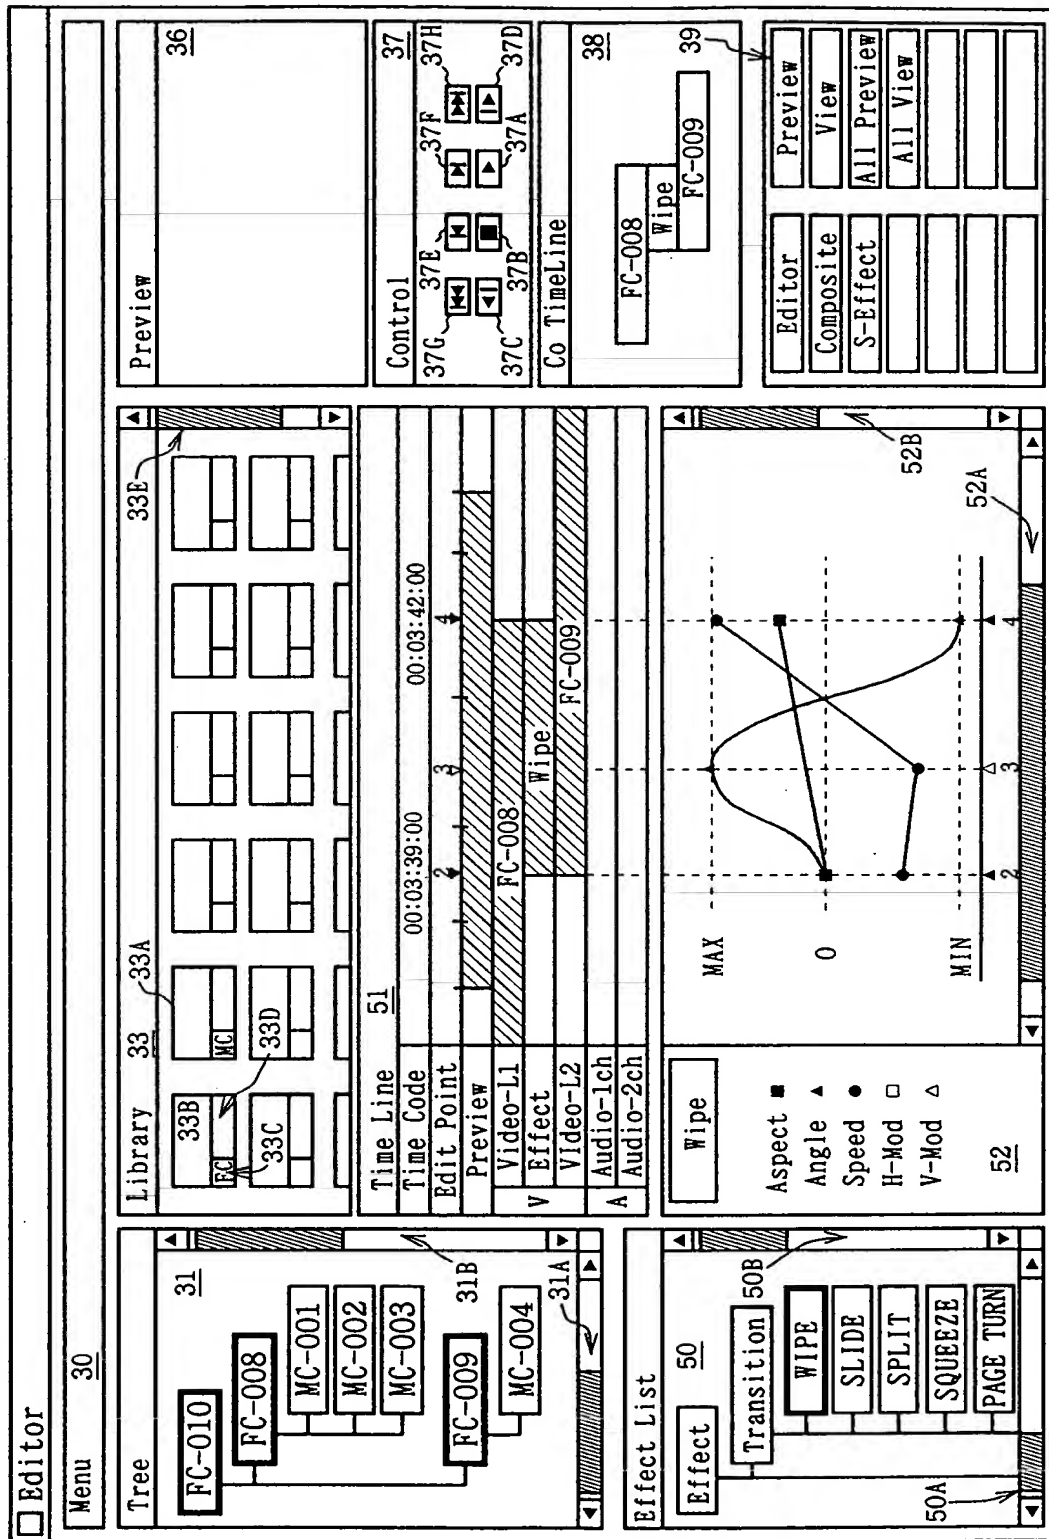 Editor
Menu 30
Tree
31
FC-010
FC-008
MC-001
MC-002
MC-003
FC-009
MC-004
31B
31A
Library 33
33A
33B
33D
33C
FC
MC
33E
Preview
36
Control
37
37G
37E
37F
37H
37C
37B
37A
37D
Co TimeLine
38
FC-008
Wipe
FC-009
39
Editor
Composite
S-Effect
Preview
View
All Preview
All View
Time Line 51
Time Code 00:03:39:00 00:03:42:00
Edit Point 2 3 4
Preview
V
Video-L1 FC-008
Effect Wipe
VIdeo-L2 FC-009
A
Audio-1ch
Audio-2ch
Effect List
50
Effect
Transition
WIPE
SLIDE
SPLIT
SQUEEZE
PAGE TURN
50B
50A
Wipe
Aspect
Angle
Speed
H-Mod
V-Mod
52
MAX
0
MIN
2 3 4
52B
52A